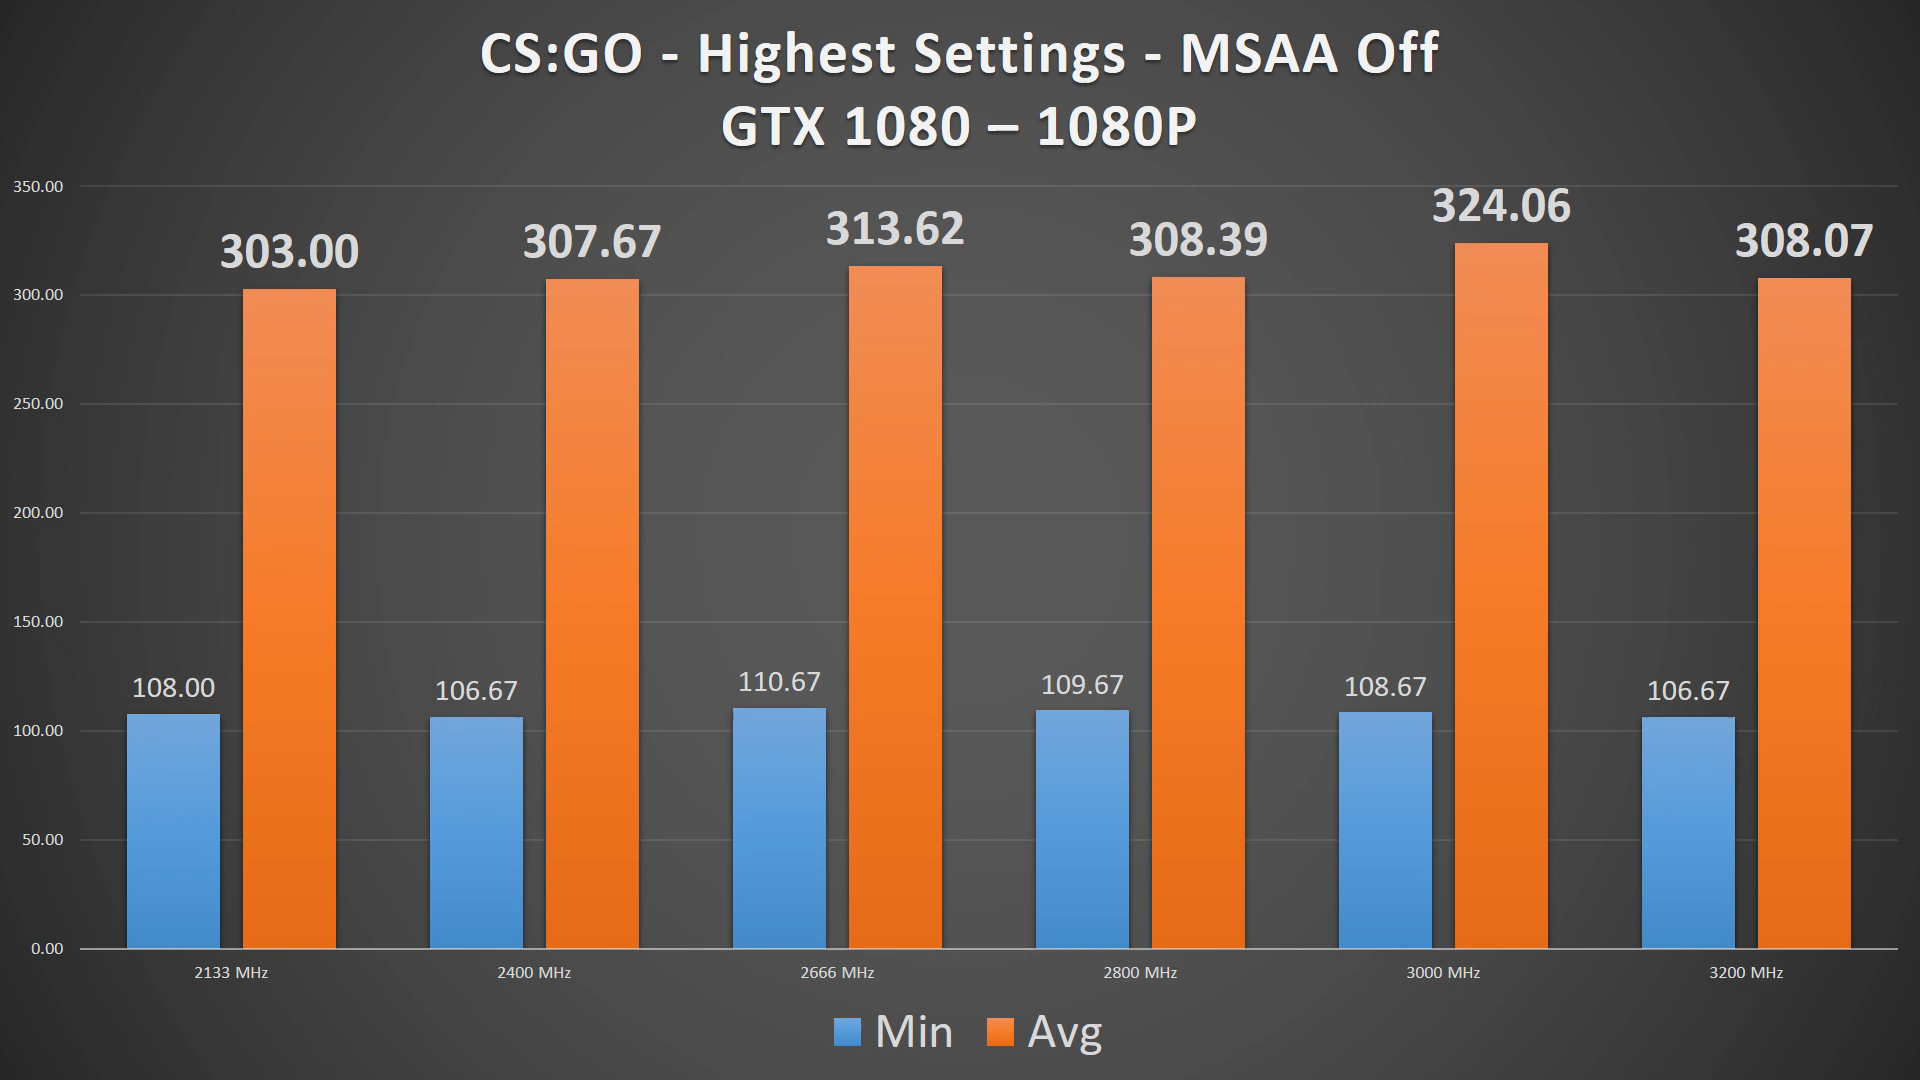 CS:GO - Highest Settings - MSAA Off
GTX 1080 – 1080P
350.00
300.00
250.00
200.00
150.00
100.00
50.00
0.00
303.00
307.67
313.62
308.39
324.06
308.07
108.00
106.67
110.67
109.67
108.67
106.67
2133 MHz
2400 MHz
2666 MHz
2800 MHz
3000 MHz
3200 MHz
Min
Avg